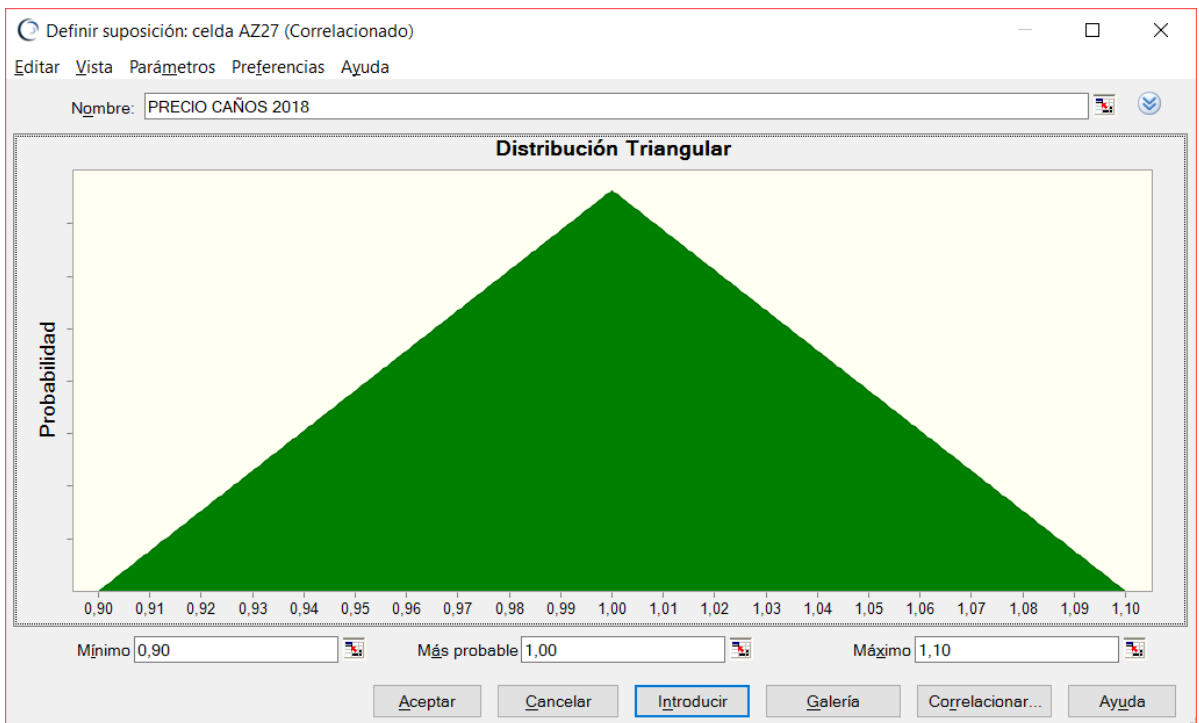 Definir suposición: celda AZ27 (Correlacionado)
Editar Vista Parámetros Preferencias Ayuda
Nombre: PRECIO CAÑOS 2018
Distribución Triangular
Probabilidad
0,90 0,91 0,92 0,93 0,94 0,95 0,96 0,97 0,98 0,99 1,00 1,01 1,02 1,03 1,04 1,05 1,06 1,07 1,08 1,09 1,10
Mínimo 0,90 Más probable 1,00 Máximo 1,10
Aceptar Cancelar Introducir Galería Correlacionar... Ayuda